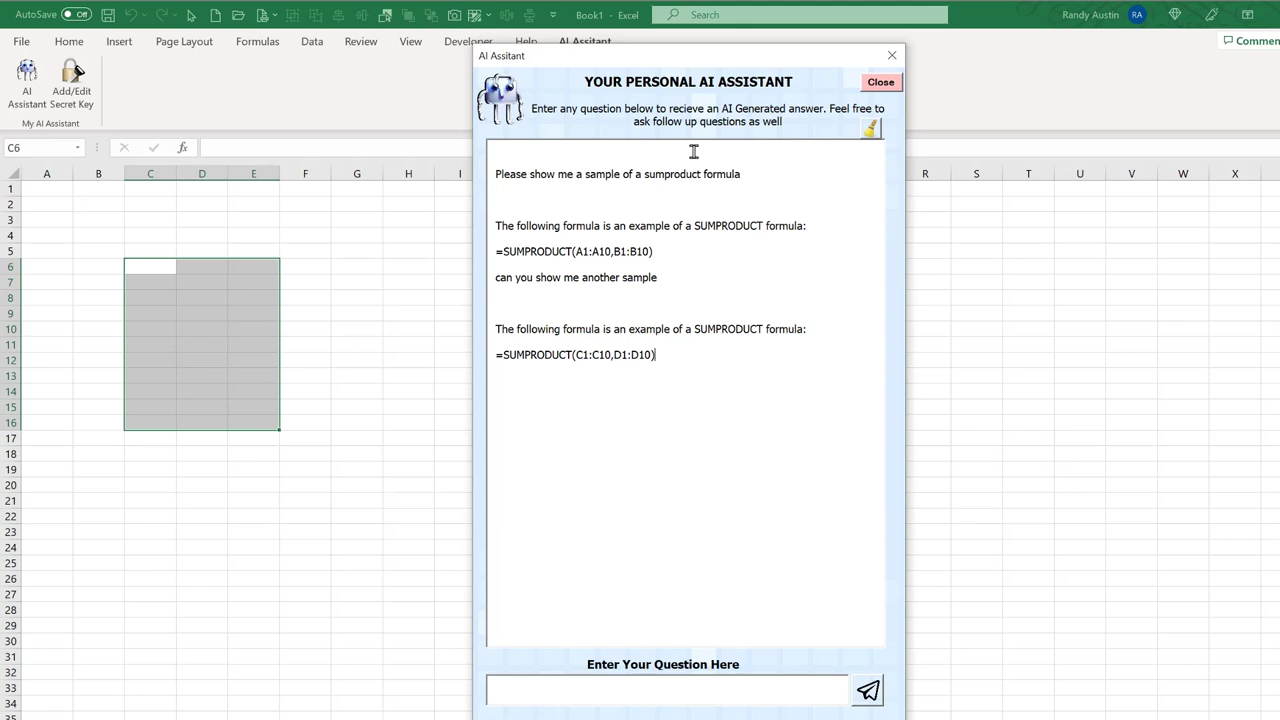 AutoSave Off Book1 - Excel Search Randy Austin RA
File Home Insert Page Layout Formulas Data Review View Developer Help AI Assitant Commen
AI Assistant
Add/Edit Secret Key
My AI Assistant
C6 fx
A B C D E F G H I R S T U V W X
1
2
3
4
5
6
7
8
9
10
11
12
13
14
15
16
17
18
19
20
21
22
23
24
25
26
27
28
29
30
31
32
33
34
35
AI Assitant
YOUR PERSONAL AI ASSISTANT
Close
Enter any question below to recieve an AI Generated answer. Feel free to
ask follow up questions as well
Please show me a sample of a sumproduct formula
The following formula is an example of a SUMPRODUCT formula:
=SUMPRODUCT(A1:A10,B1:B10)
can you show me another sample
The following formula is an example of a SUMPRODUCT formula:
=SUMPRODUCT(C1:C10,D1:D10)
Enter Your Question Here